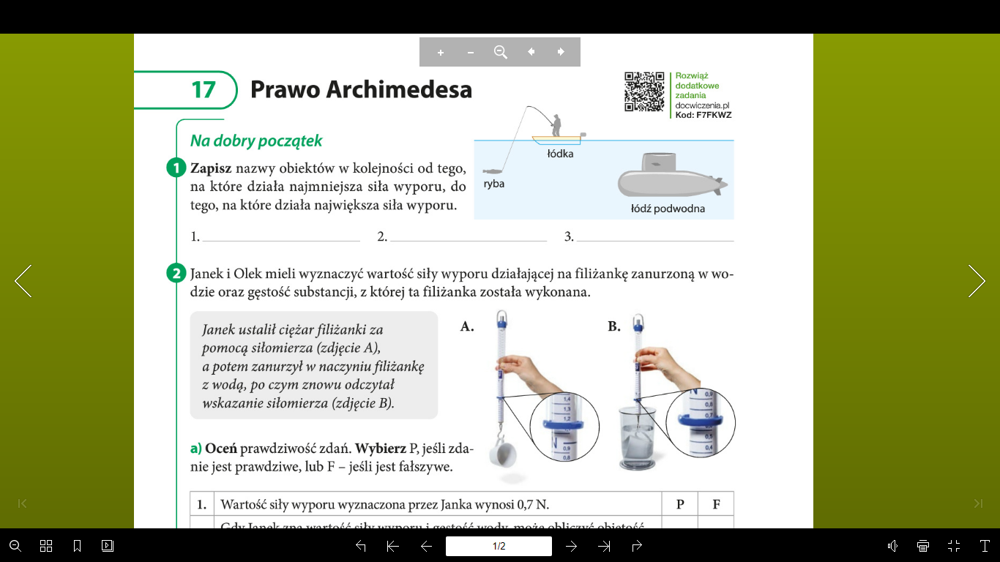 17 Prawo Archimedesa
Rozwiąż
dodatkowe
zadania
docwiczenia.pl
Kod: F7FKWZ
Na dobry początek
1 Zapisz nazwy obiektów w kolejności od tego,
na które działa najmniejsza siła wyporu, do
tego, na które działa największa siła wyporu.
łódka
ryba
łódź podwodna
1. 2. 3.
2 Janek i Olek mieli wyznaczyć wartość siły wyporu działającej na filiżankę zanurzoną w wo-
dzie oraz gęstość substancji, z której ta filiżanka została wykonana.
Janek ustalił ciężar filiżanki za
pomocą siłomierza (zdjęcie A),
a potem zanurzył w naczyniu filiżankę
z wodą, po czym znowu odczytał
wskazanie siłomierza (zdjęcie B).
A.
1,4
1,3
1,2
N
0,9
0,8
B.
N
0,9
0,8
0,7
0,5
0,4
a) Oceń prawdziwość zdań. Wybierz P, jeśli zda-
nie jest prawdziwe, lub F – jeśli jest fałszywe.
1. Wartość siły wyporu wyznaczona przez Janka wynosi 0,7 N. P F
Gdy Janek zna wartość siły wyporu i gęstość wody, może obliczyć objętość
1/2